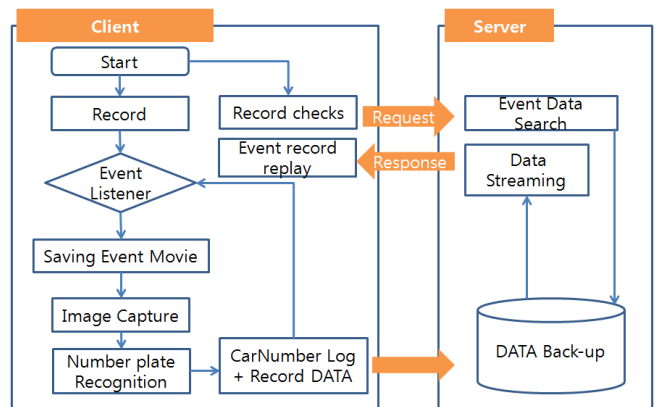 Client
Server
Start
Record
Record checks
Request
Event Data
Search
Event record
replay
Response
Data
Streaming
Event
Listener
Saving Event Movie
Image Capture
Number plate
Recognition
CarNumber Log
+ Record DATA
DATA Back-up